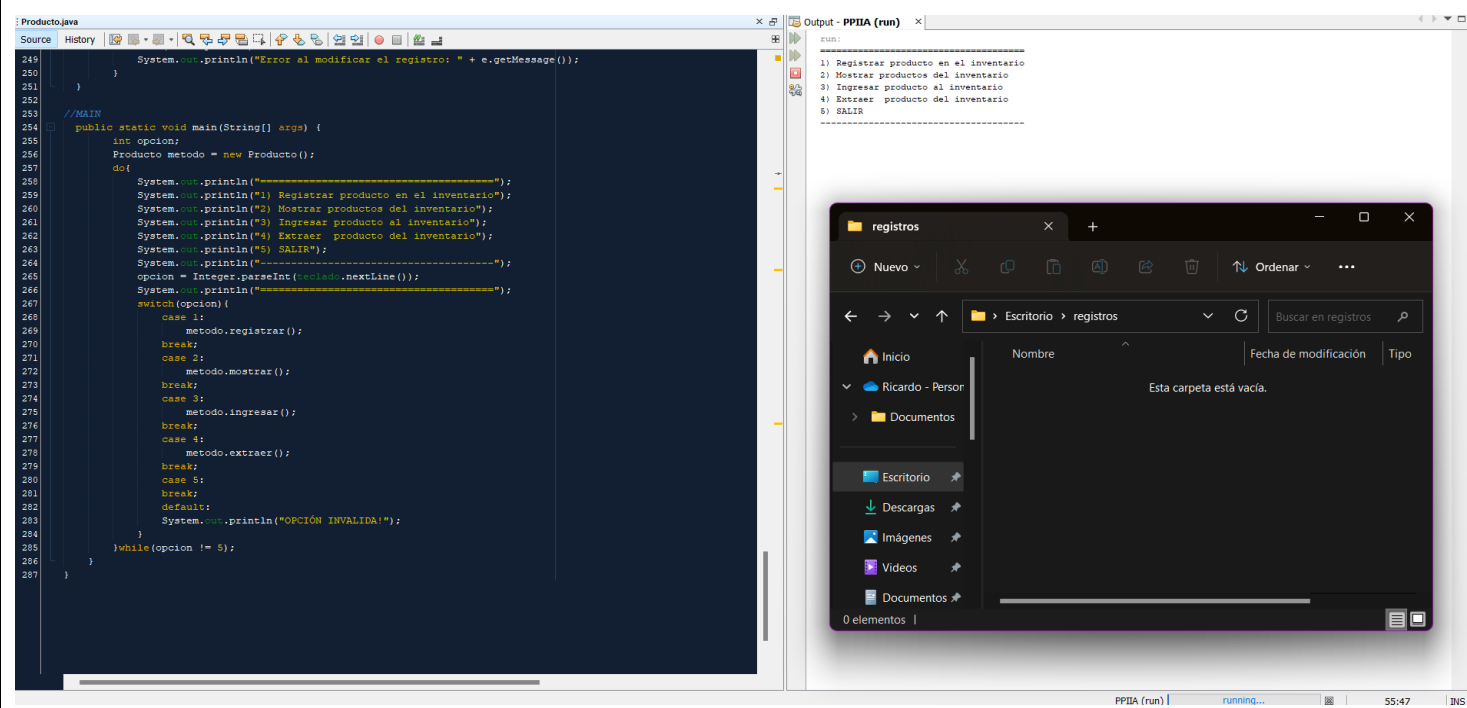 Producto.java
Source History
249 System.out.println("Error al modificar el registro: " + e.getMessage());
250 }
251 }
252
253 //MAIN
254 public static void main(String[] args) {
255 int opcion;
256 Producto metodo = new Producto();
257 do{
258 System.out.println("======================================");
259 System.out.println("1) Registrar producto en el inventario");
260 System.out.println("2) Mostrar productos del inventario");
261 System.out.println("3) Ingresar producto al inventario");
262 System.out.println("4) Extraer  producto del inventario");
263 System.out.println("5) SALIR");
264 System.out.println("--------------------------------------");
265 opcion = Integer.parseInt(teclado.nextLine());
266 System.out.println("======================================");
267 switch(opcion){
268 case 1:
269 metodo.registrar();
270 break;
271 case 2:
272 metodo.mostrar();
273 break;
274 case 3:
275 metodo.ingresar();
276 break;
277 case 4:
278 metodo.extraer();
279 break;
280 case 5:
281 break;
282 default:
283 System.out.println("OPCIÓN INVALIDA!");
284 }
285 }while(opcion != 5);
286 }
287 }
Output - PPIIA (run)
run:
======================================
1) Registrar producto en el inventario
2) Mostrar productos del inventario
3) Ingresar producto al inventario
4) Extraer  producto del inventario
5) SALIR
--------------------------------------
registros
Nuevo
Ordenar
Escritorio > registros
Buscar en registros
Nombre Fecha de modificación Tipo
Esta carpeta está vacía.
Inicio
Ricardo - Person
Documentos
Escritorio
Descargas
Imágenes
Videos
Documentos
0 elementos
PPIIA (run) running... 55:47 INS